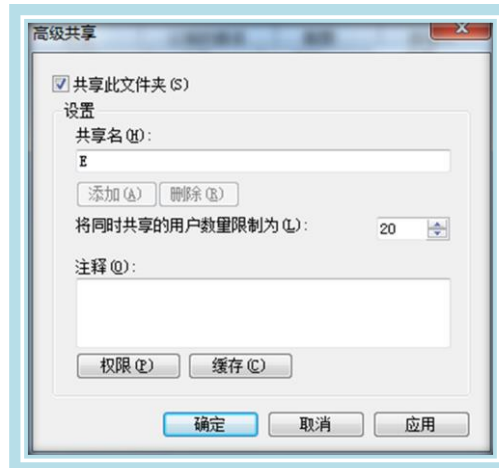 高级共享
共享此文件夹(S)
设置
共享名(H):
E
添加(A) 删除(R)
将同时共享的用户数量限制为(L): 20
注释(O):
权限(P) 缓存(C)
确定 取消 应用